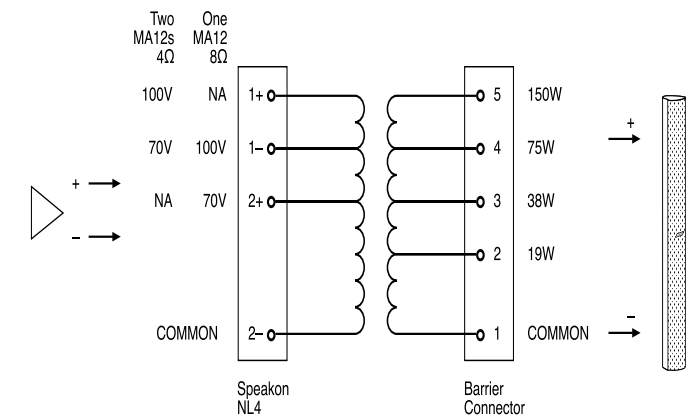 Two One
MA12s MA12
4Ω 8Ω
100V NA 1+ 5 150W
+
70V 100V 1– 4 75W
+
NA 70V 2+ 3 38W
–
2 19W
–
COMMON 2– 1 COMMON
Speakon Barrier
NL4 Connector